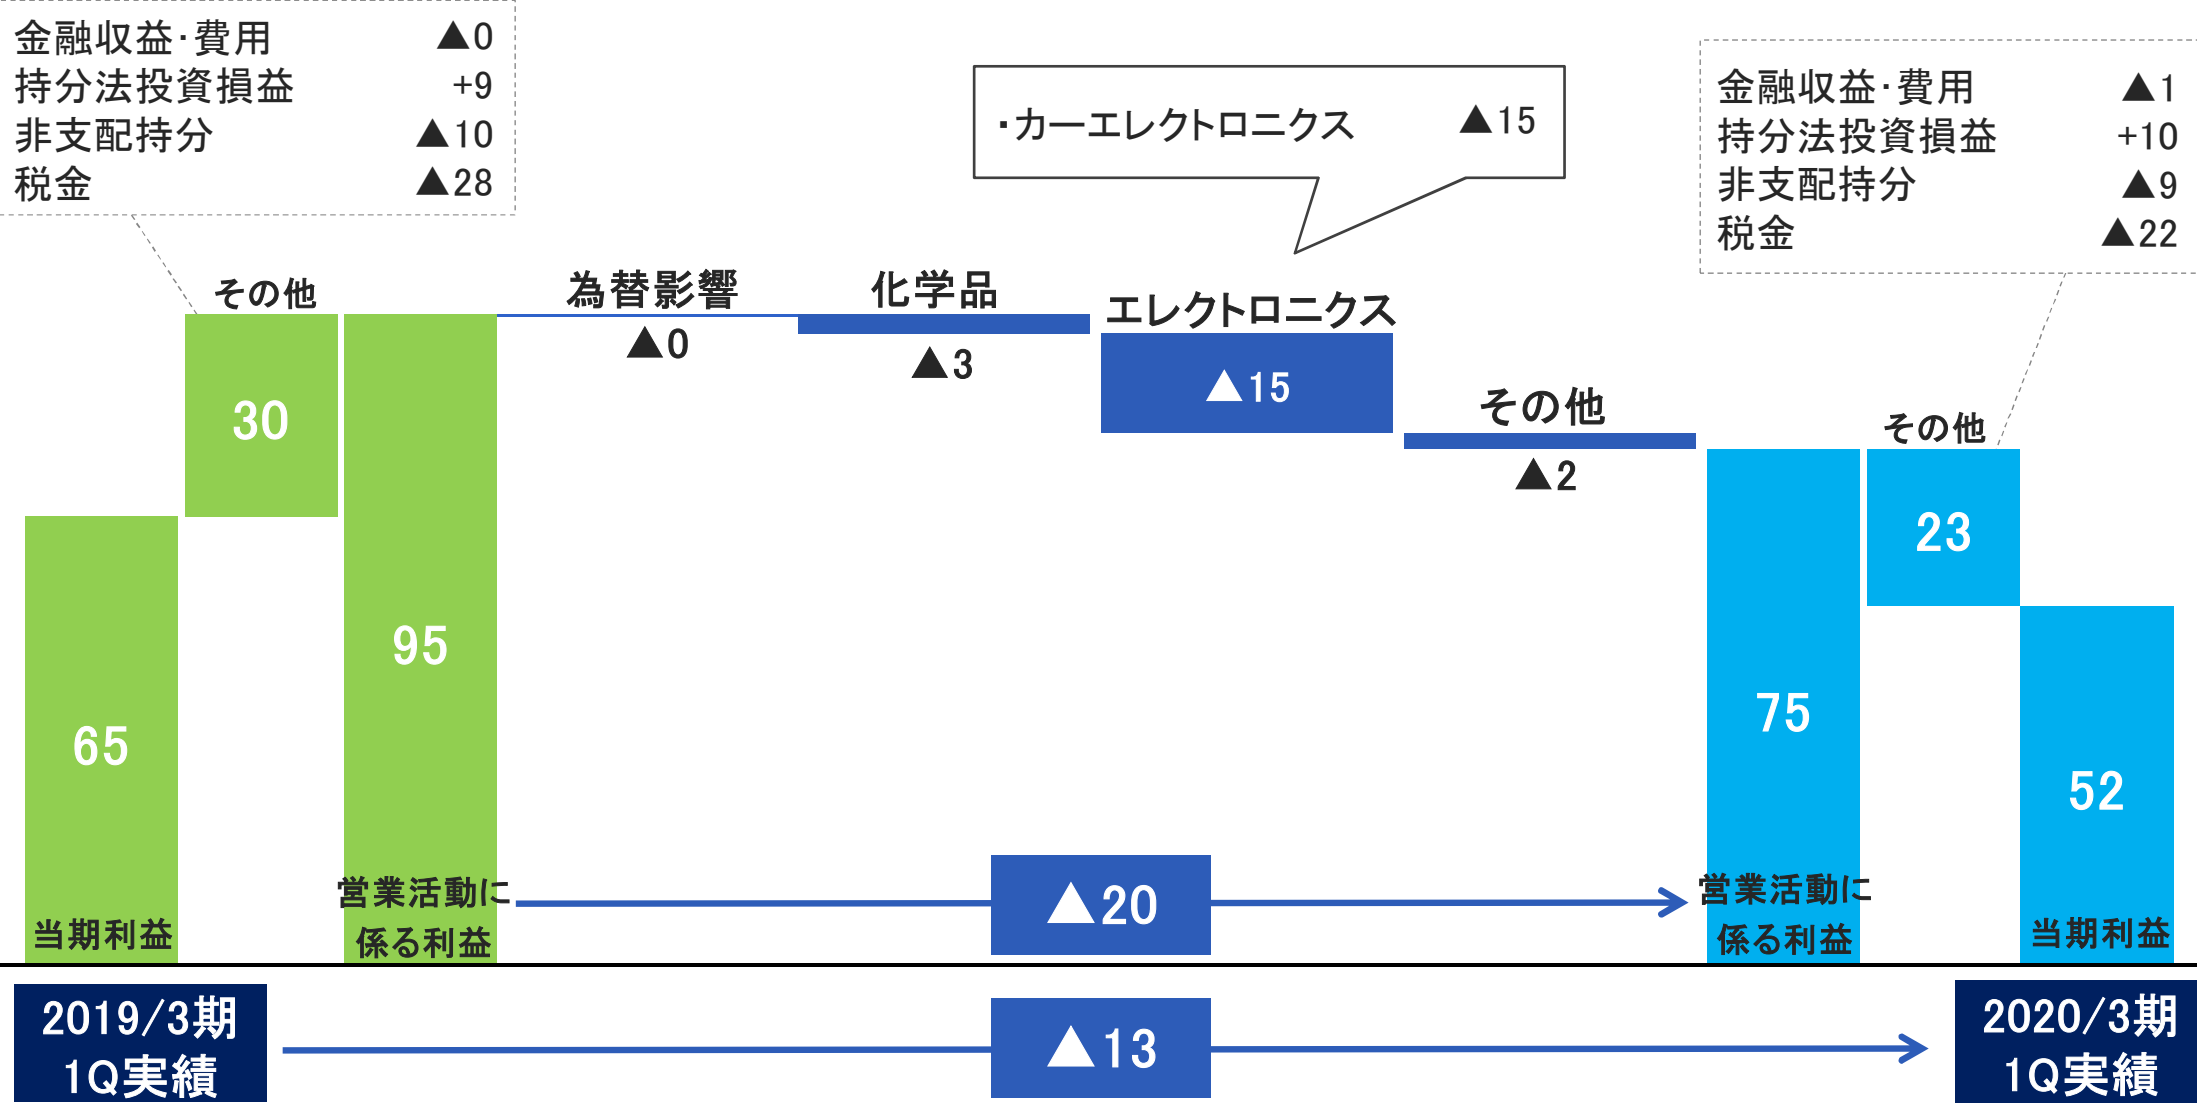 金融収益・費用 ▲0
持分法投資損益 +9
非支配持分 ▲10
税金 ▲28
・カーエレクトロニクス ▲15
金融収益・費用 ▲1
持分法投資損益 +10
非支配持分 ▲9
税金 ▲22
その他
30
為替影響
▲0
化学品
▲3
エレクトロニクス
▲15
その他
▲2
その他
23
65
95
75
52
当期利益
営業活動に
係る利益
▲20
営業活動に
係る利益
当期利益
2019/3期
1Q実績
▲13
2020/3期
1Q実績